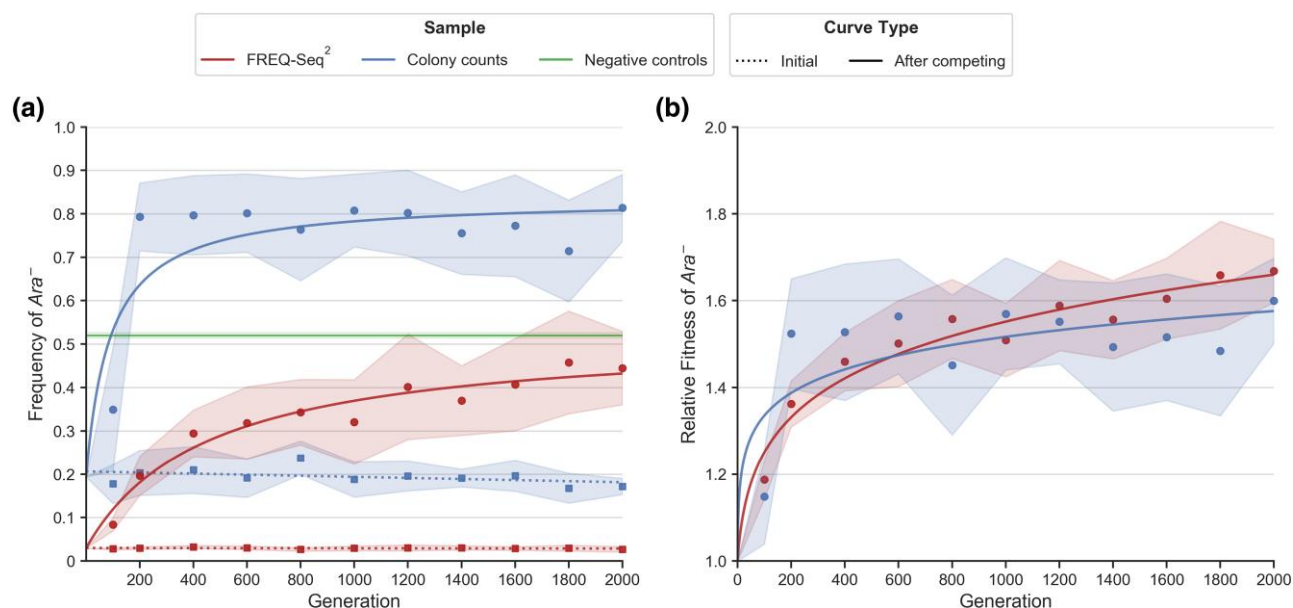 Sample
FREQ-Seq²
Colony counts
Negative controls
Curve Type
Initial
After competing
(a)
1.0
0.9
0.8
0.7
0.6
0.5
0.4
0.3
0.2
0.1
0
Frequency of Ara⁻
200 400 600 800 1000 1200 1400 1600 1800 2000
Generation
(b)
2.0
1.8
1.6
1.4
1.2
1.0
Relative Fitness of Ara⁻
0 200 400 600 800 1000 1200 1400 1600 1800 2000
Generation